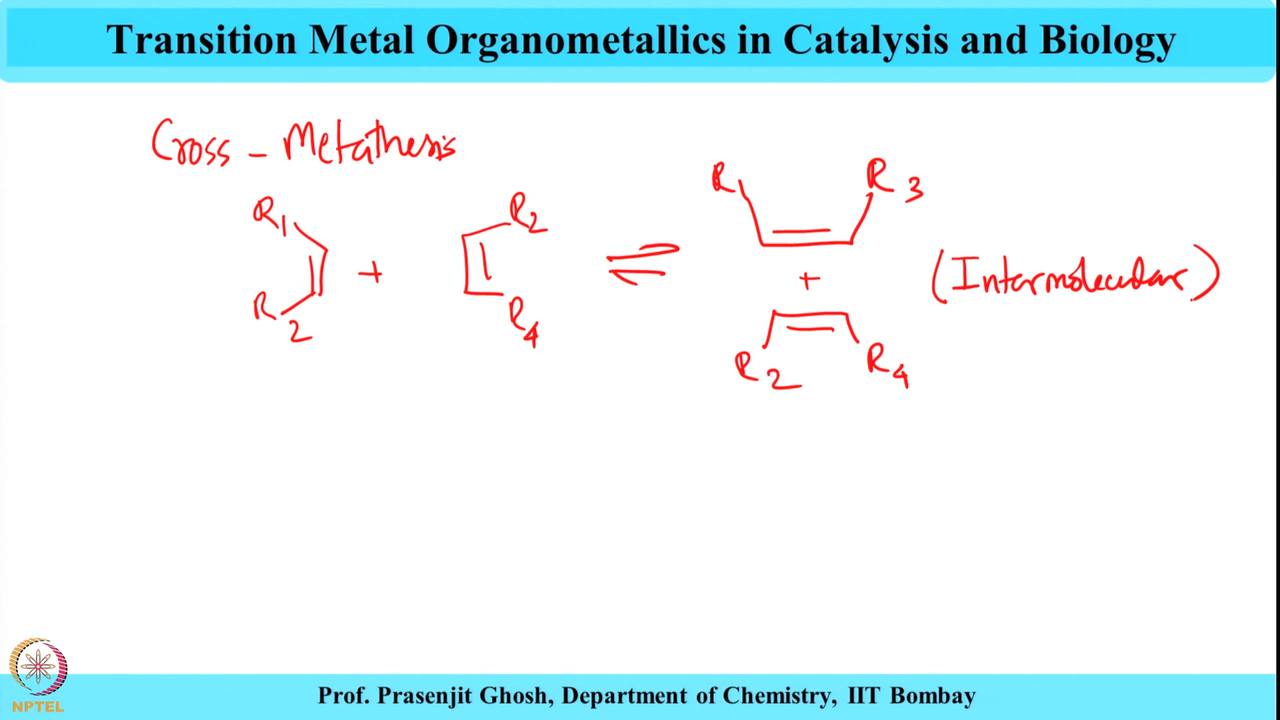 Transition Metal Organometallics in Catalysis and Biology
Cross - Metathesis
R1 R2 R1 R3
+ ⇌ + (Intermolecular)
R2 R4 R2 R4
NPTEL
Prof. Prasenjit Ghosh, Department of Chemistry, IIT Bombay